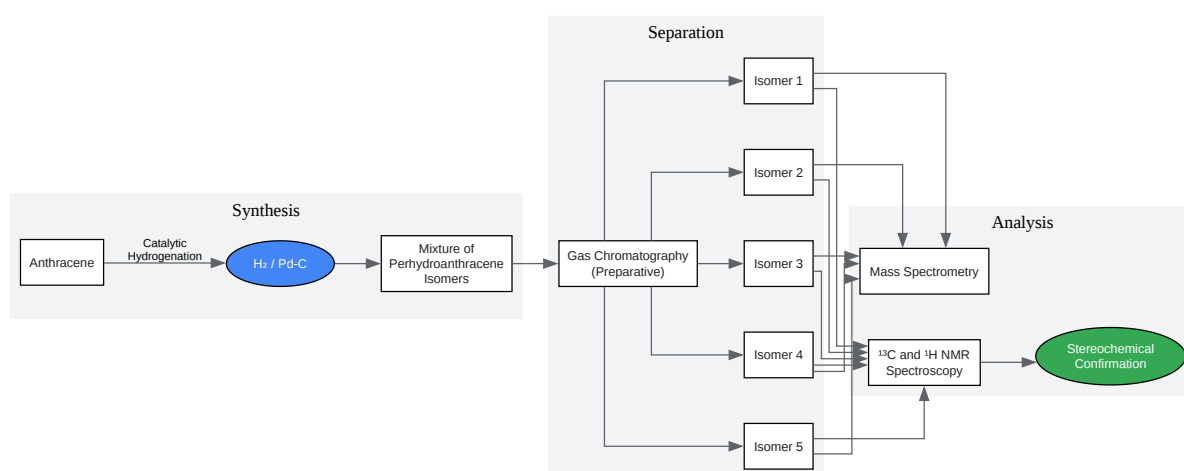 Separation
Isomer 1
Isomer 2
Synthesis
Analysis
Anthracene
Catalytic
Hydrogenation
H₂ / Pd-C
Mixture of
Perhydroanthracene
Isomers
Gas Chromatography
(Preparative)
Isomer 3
Mass Spectrometry
Isomer 4
¹³C and ¹H NMR
Spectroscopy
Stereochemical
Confirmation
Isomer 5